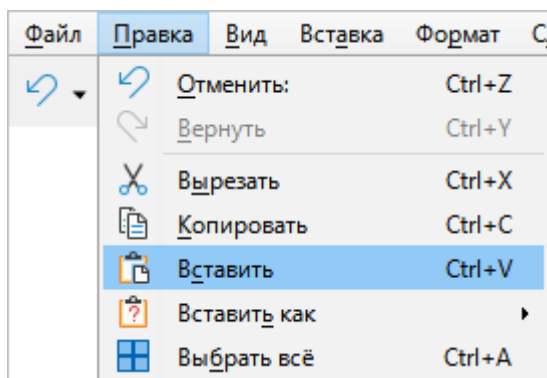 Файл Правка Вид Вставка Формат
Отменить: Ctrl+Z
Вернуть Ctrl+Y
Вырезать Ctrl+X
Копировать Ctrl+C
Вставить Ctrl+V
Вставить как
Выбрать всё Ctrl+A